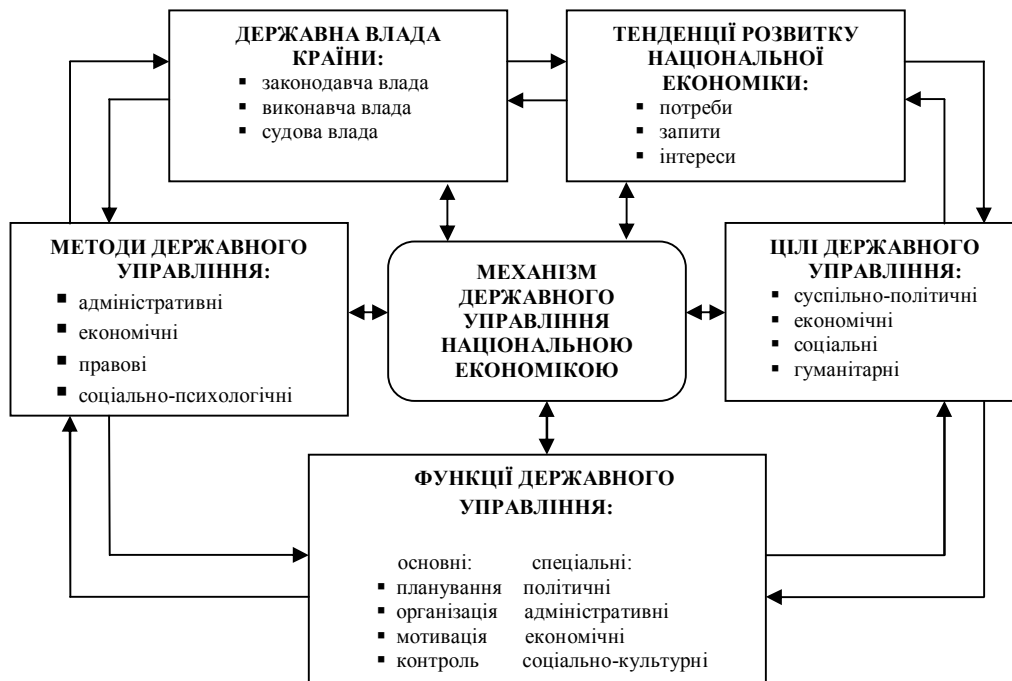 ДЕРЖАВНА ВЛАДА
КРАЇНИ:
▪ законодавча влада
▪ виконавча влада
▪ судова влада
ТЕНДЕНЦІЇ РОЗВИТКУ
НАЦІОНАЛЬНОЇ
ЕКОНОМІКИ:
▪ потреби
▪ запити
▪ інтереси
МЕТОДИ ДЕРЖАВНОГО
УПРАВЛІННЯ:
▪ адміністративні
▪ економічні
▪ правові
▪ соціально-психологічні
МЕХАНІЗМ
ДЕРЖАВНОГО
УПРАВЛІННЯ
НАЦІОНАЛЬНОЮ
ЕКОНОМІКОЮ
ЦІЛІ ДЕРЖАВНОГО
УПРАВЛІННЯ:
▪ суспільно-політичні
▪ економічні
▪ соціальні
▪ гуманітарні
ФУНКЦІЇ ДЕРЖАВНОГО
УПРАВЛІННЯ:
основні: спеціальні:
▪ планування політичні
▪ організація адміністративні
▪ мотивація економічні
▪ контроль соціально-культурні